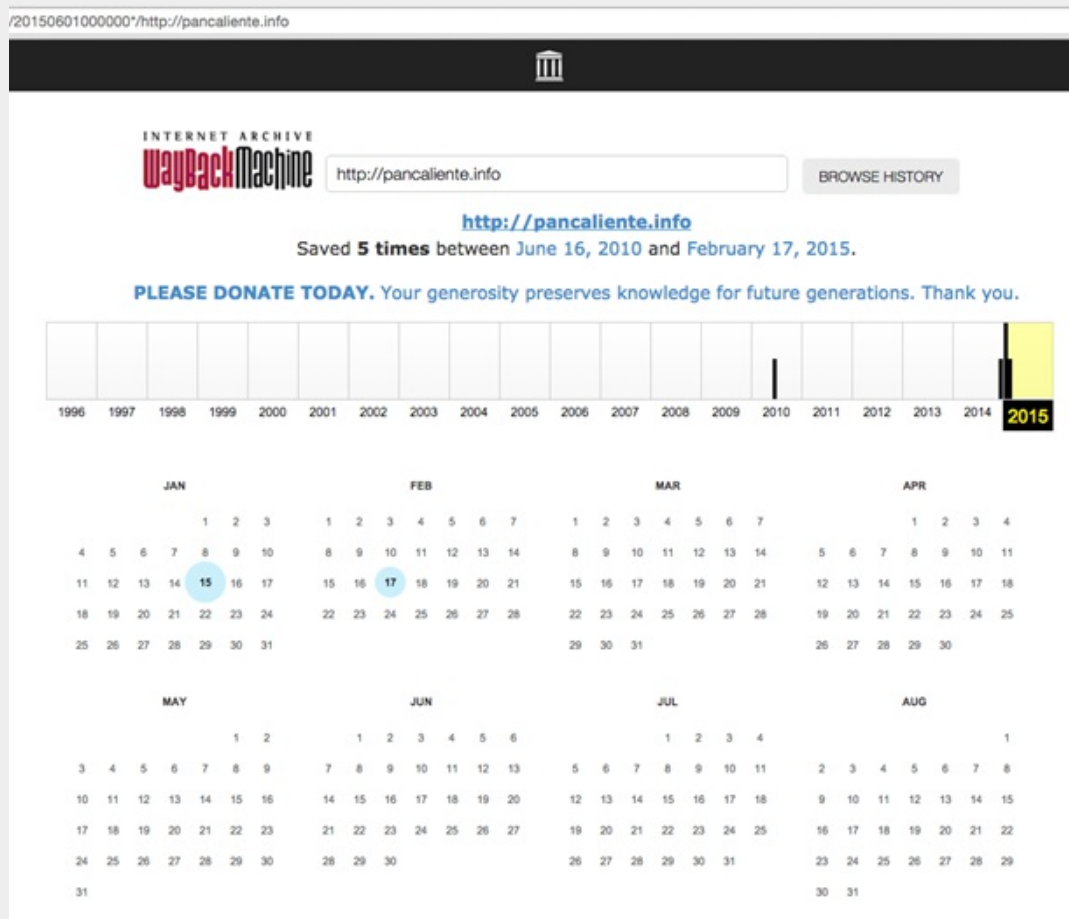 /20150601000000*/http://pancaliente.info
INTERNET ARCHIVE
WayBackMachine
http://pancaliente.info
BROWSE HISTORY
http://pancaliente.info
Saved 5 times between June 16, 2010 and February 17, 2015.
PLEASE DONATE TODAY. Your generosity preserves knowledge for future generations. Thank you.
1996 1997 1998 1999 2000 2001 2002 2003 2004 2005 2006 2007 2008 2009 2010 2011 2012 2013 2014 2015
JAN FEB MAR APR
1 2 3 1 2 3 4 5 6 7 1 2 3 4 5 6 7 1 2 3 4
4 5 6 7 8 9 10 8 9 10 11 12 13 14 8 9 10 11 12 13 14 5 6 7 8 9 10 11
11 12 13 14 15 16 17 15 16 17 18 19 20 21 15 16 17 18 19 20 21 12 13 14 15 16 17 18
18 19 20 21 22 23 24 22 23 24 25 26 27 28 22 23 24 25 26 27 28 19 20 21 22 23 24 25
25 26 27 28 29 30 31 29 30 31 26 27 28 29 30
MAY JUN JUL AUG
1 2 1 2 3 4 5 6 1 2 3 4 1
3 4 5 6 7 8 9 7 8 9 10 11 12 13 5 6 7 8 9 10 11 2 3 4 5 6 7 8
10 11 12 13 14 15 16 14 15 16 17 18 19 20 12 13 14 15 16 17 18 9 10 11 12 13 14 15
17 18 19 20 21 22 23 21 22 23 24 25 26 27 19 20 21 22 23 24 25 16 17 18 19 20 21 22
24 25 26 27 28 29 30 28 29 30 26 27 28 29 30 31 23 24 25 26 27 28 29
31 30 31